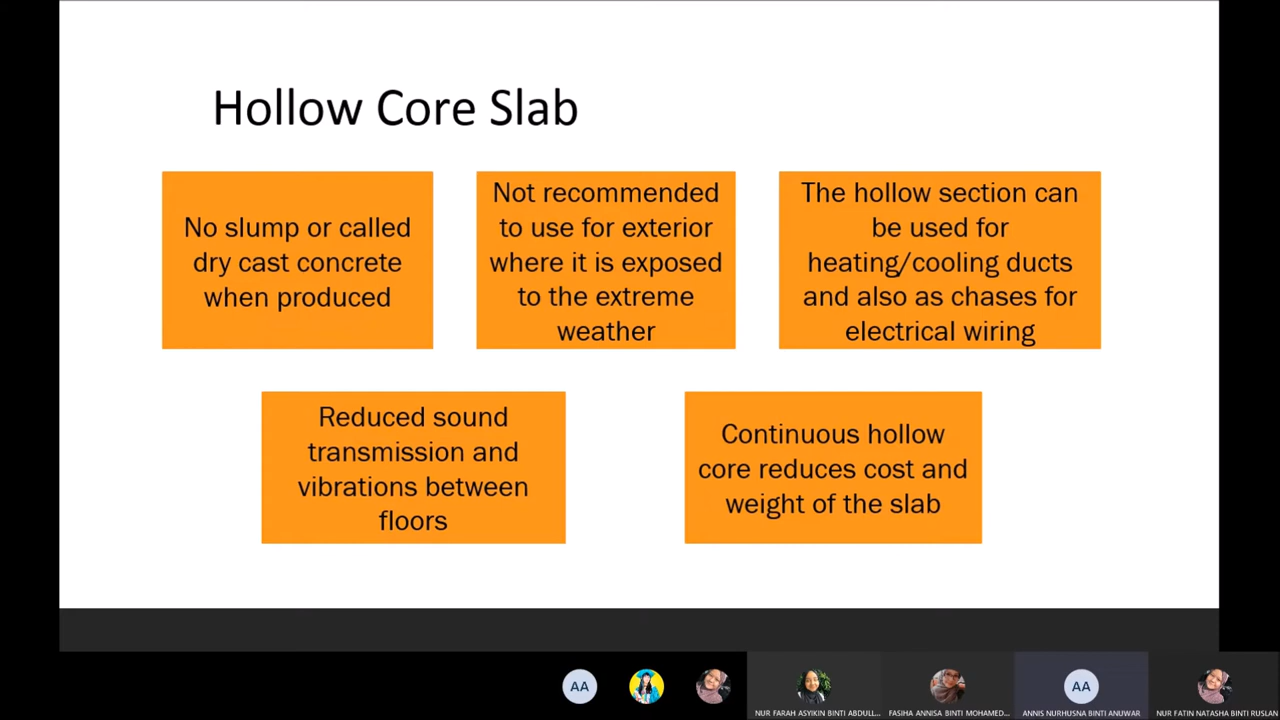 Hollow Core Slab
No slump or called
dry cast concrete
when produced
Not recommended
to use for exterior
where it is exposed
to the extreme
weather
The hollow section can
be used for
heating/cooling ducts
and also as chases for
electrical wiring
Reduced sound
transmission and
vibrations between
floors
Continuous hollow
core reduces cost and
weight of the slab
AA
AA
NUR FARAH ASYIKIN BINTI ABDULL...
FASIHA ANNISA BINTI MOHAMED...
ANNIS NURHUSNA BINTI ANUWAR
NUR FATIN NATASHA BINTI RUSLAN